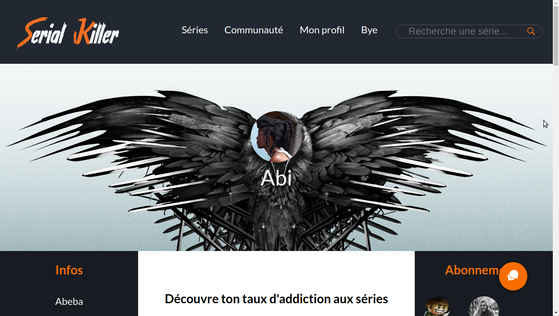 Serial Killer
Séries Communauté Mon profil Bye Recherche une série...
Abi
Infos
Abeba
Découvre ton taux d'addiction aux séries
Abonnem